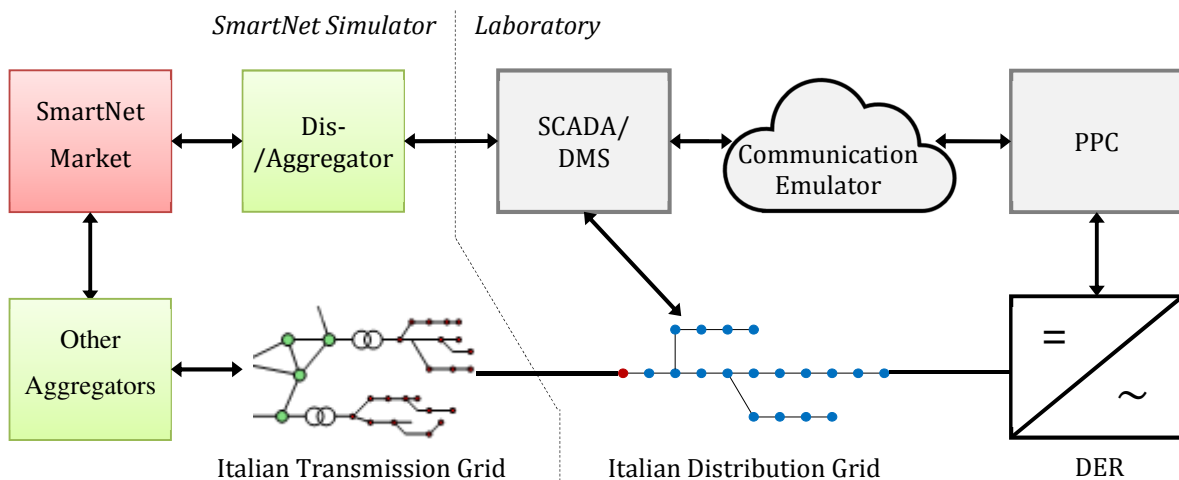 SmartNet Simulator
Laboratory
SmartNet
Market
Dis-
/Aggregator
SCADA/
DMS
Communication
Emulator
PPC
Other
Aggregators
=
~
Italian Transmission Grid
Italian Distribution Grid
DER